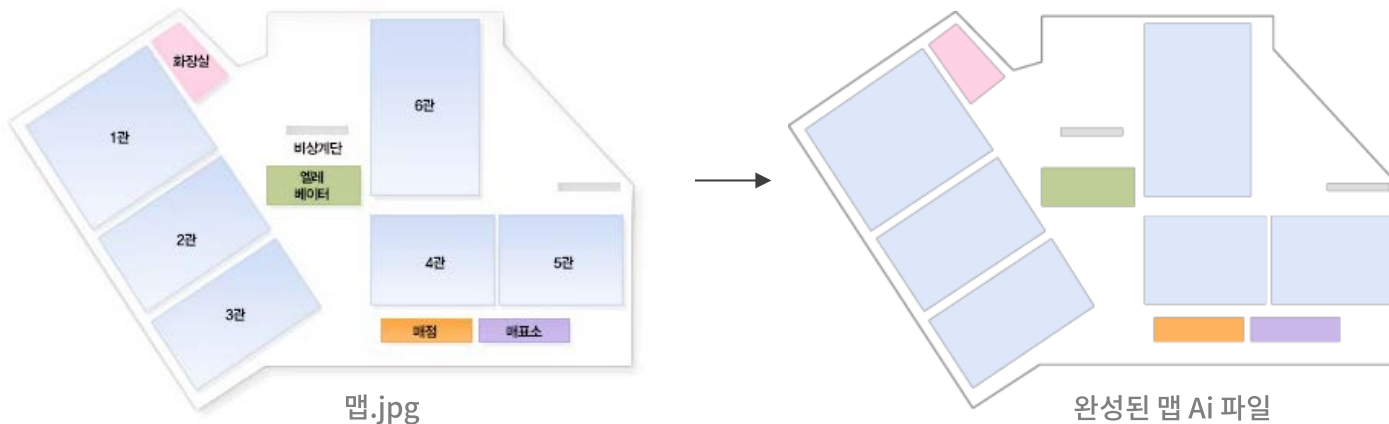 화장실
1관
6관
비상계단
엘레
베이터
2관
4관
5관
3관
매점
매표소
맵.jpg
완성된 맵 Ai 파일